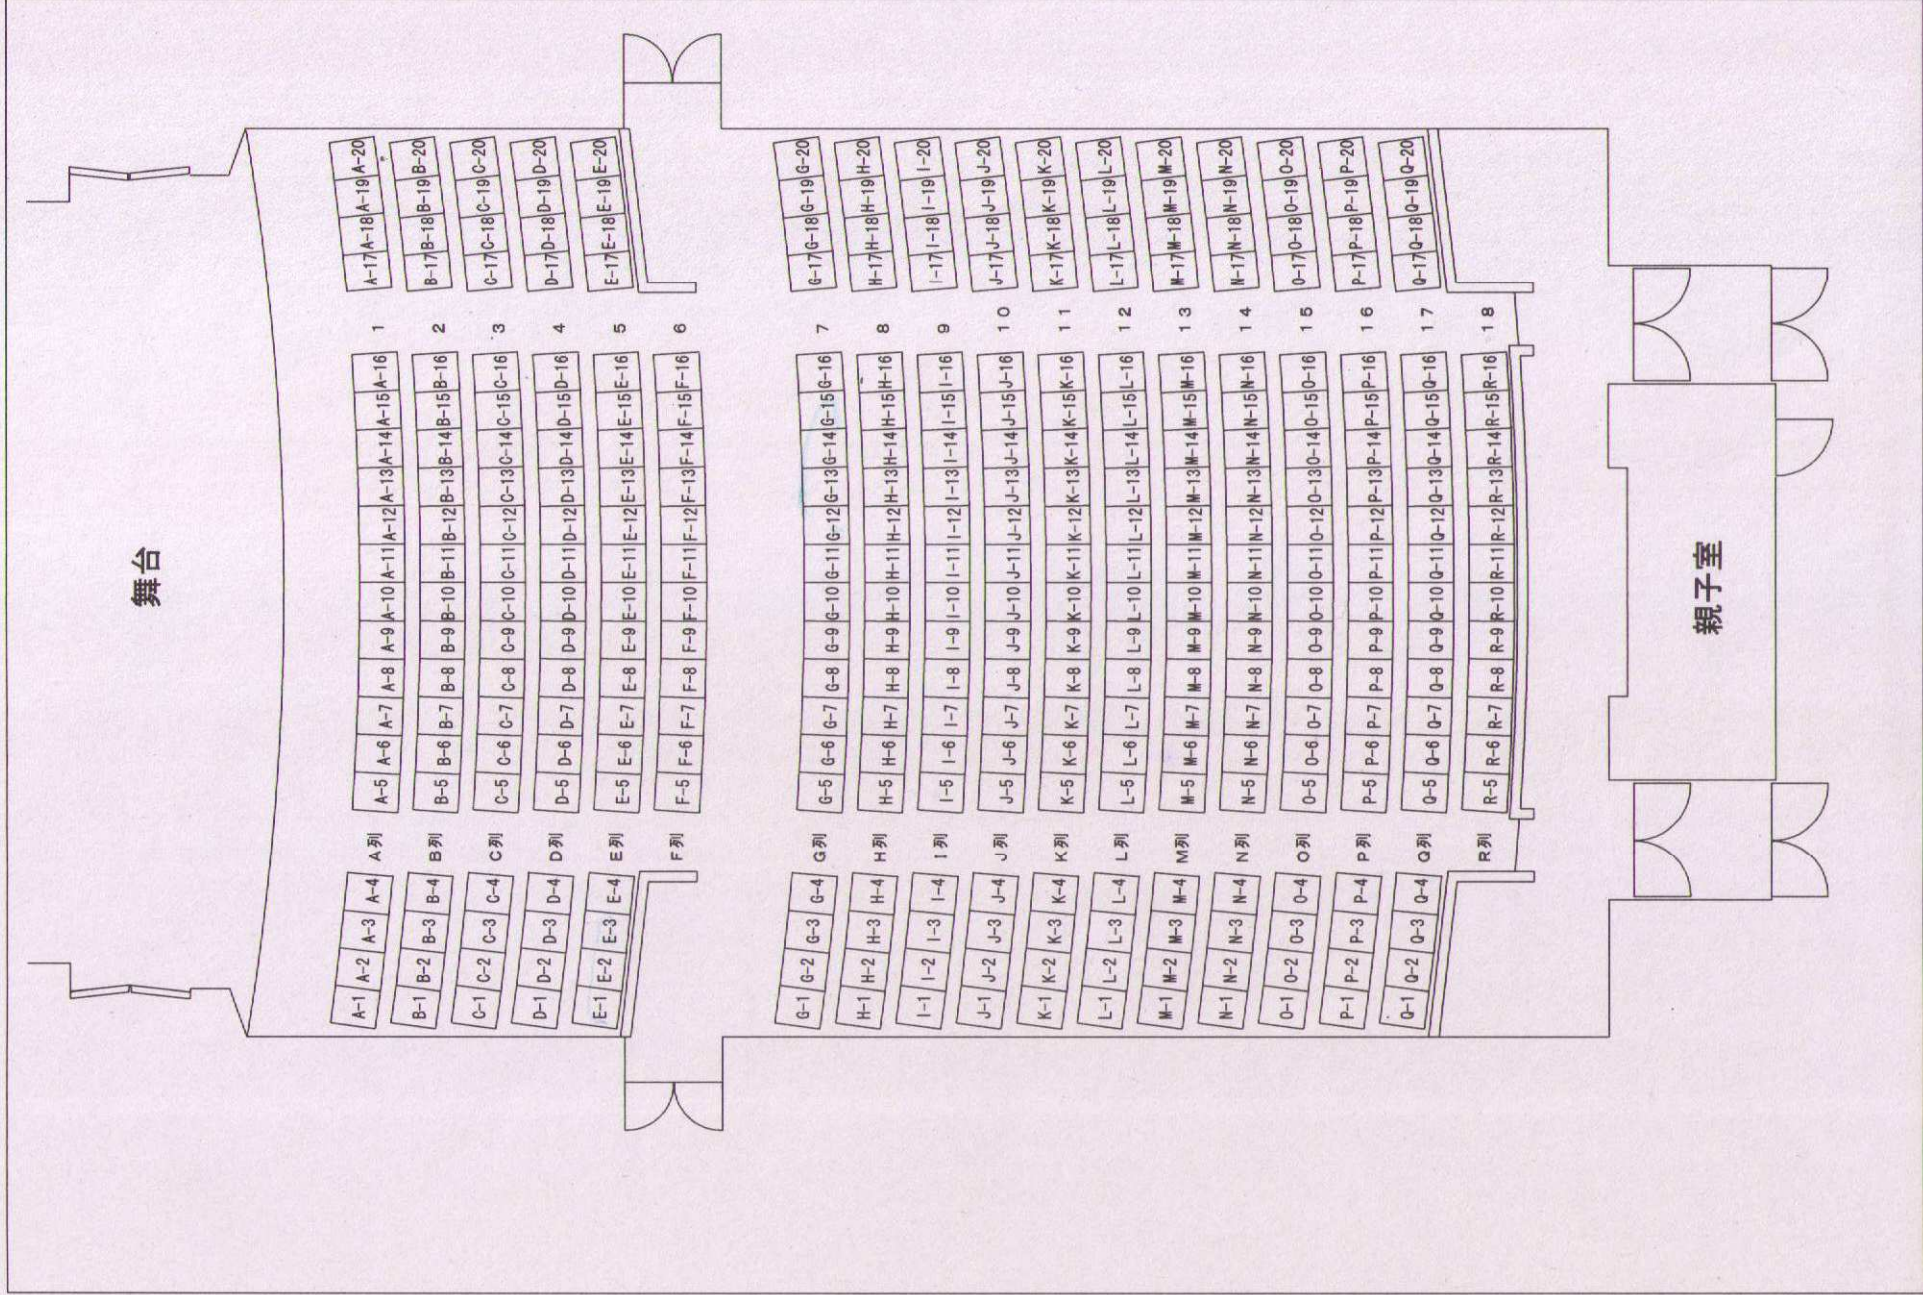 舞台
A-1 A-2 A-3 A-4 A列 A-5 A-6 A-7 A-8 A-9 A-10 A-11 A-12 A-13 A-14 A-15 A-16 1 A-17 A-18 A-19 A-20
B-1 B-2 B-3 B-4 B列 B-5 B-6 B-7 B-8 B-9 B-10 B-11 B-12 B-13 B-14 B-15 B-16 2 B-17 B-18 B-19 B-20
C-1 C-2 C-3 C-4 C列 C-5 C-6 C-7 C-8 C-9 C-10 C-11 C-12 C-13 C-14 C-15 C-16 3 C-17 C-18 C-19 C-20
D-1 D-2 D-3 D-4 D列 D-5 D-6 D-7 D-8 D-9 D-10 D-11 D-12 D-13 D-14 D-15 D-16 4 D-17 D-18 D-19 D-20
E-1 E-2 E-3 E-4 E列 E-5 E-6 E-7 E-8 E-9 E-10 E-11 E-12 E-13 E-14 E-15 E-16 5 E-17 E-18 E-19 E-20
F列 F-5 F-6 F-7 F-8 F-9 F-10 F-11 F-12 F-13 F-14 F-15 F-16 6
G-1 G-2 G-3 G-4 G列 G-5 G-6 G-7 G-8 G-9 G-10 G-11 G-12 G-13 G-14 G-15 G-16 7 G-17 G-18 G-19 G-20
H-1 H-2 H-3 H-4 H列 H-5 H-6 H-7 H-8 H-9 H-10 H-11 H-12 H-13 H-14 H-15 H-16 8 H-17 H-18 H-19 H-20
I-1 I-2 I-3 I-4 I列 I-5 I-6 I-7 I-8 I-9 I-10 I-11 I-12 I-13 I-14 I-15 I-16 9 I-17 I-18 I-19 I-20
J-1 J-2 J-3 J-4 J列 J-5 J-6 J-7 J-8 J-9 J-10 J-11 J-12 J-13 J-14 J-15 J-16 10 J-17 J-18 J-19 J-20
K-1 K-2 K-3 K-4 K列 K-5 K-6 K-7 K-8 K-9 K-10 K-11 K-12 K-13 K-14 K-15 K-16 11 K-17 K-18 K-19 K-20
L-1 L-2 L-3 L-4 L列 L-5 L-6 L-7 L-8 L-9 L-10 L-11 L-12 L-13 L-14 L-15 L-16 12 L-17 L-18 L-19 L-20
M-1 M-2 M-3 M-4 M列 M-5 M-6 M-7 M-8 M-9 M-10 M-11 M-12 M-13 M-14 M-15 M-16 13 M-17 M-18 M-19 M-20
N-1 N-2 N-3 N-4 N列 N-5 N-6 N-7 N-8 N-9 N-10 N-11 N-12 N-13 N-14 N-15 N-16 14 N-17 N-18 N-19 N-20
O-1 O-2 O-3 O-4 O列 O-5 O-6 O-7 O-8 O-9 O-10 O-11 O-12 O-13 O-14 O-15 O-16 15 O-17 O-18 O-19 O-20
P-1 P-2 P-3 P-4 P列 P-5 P-6 P-7 P-8 P-9 P-10 P-11 P-12 P-13 P-14 P-15 P-16 16 P-17 P-18 P-19 P-20
Q-1 Q-2 Q-3 Q-4 Q列 Q-5 Q-6 Q-7 Q-8 Q-9 Q-10 Q-11 Q-12 Q-13 Q-14 Q-15 Q-16 17 Q-17 Q-18 Q-19 Q-20
R列 R-5 R-6 R-7 R-8 R-9 R-10 R-11 R-12 R-13 R-14 R-15 R-16 18
親子室